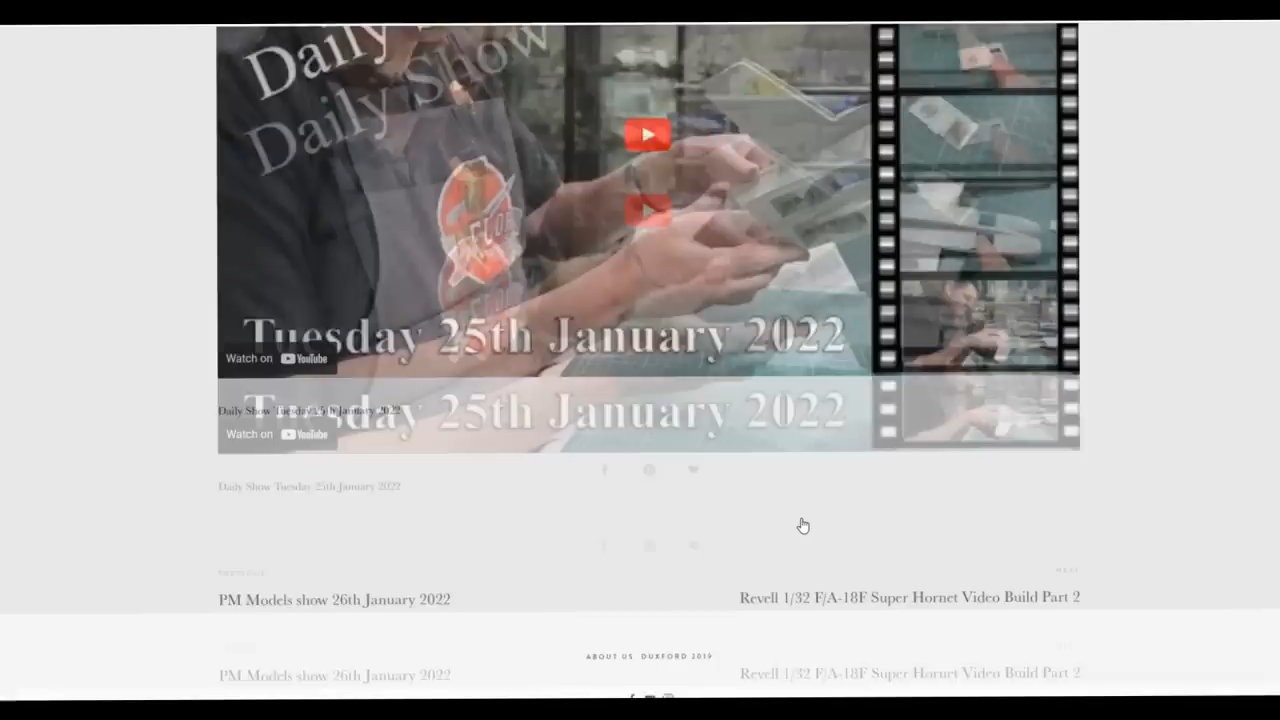 Daily
Daily Show
Tuesday 25th January 2022
Watch on YouTube
Daily Show Tuesday 25th January 2022
Tuesday 25th January 2022
Watch on YouTube
Daily Show Tuesday 25th January 2022
PM Models show 26th January 2022
Revell 1/32 F/A-18F Super Hornet Video Build Part 2
ABOUT US DUXFORD 2019
PM Models show 26th January 2022
Revell 1/32 F/A-18F Super Hornet Video Build Part 2